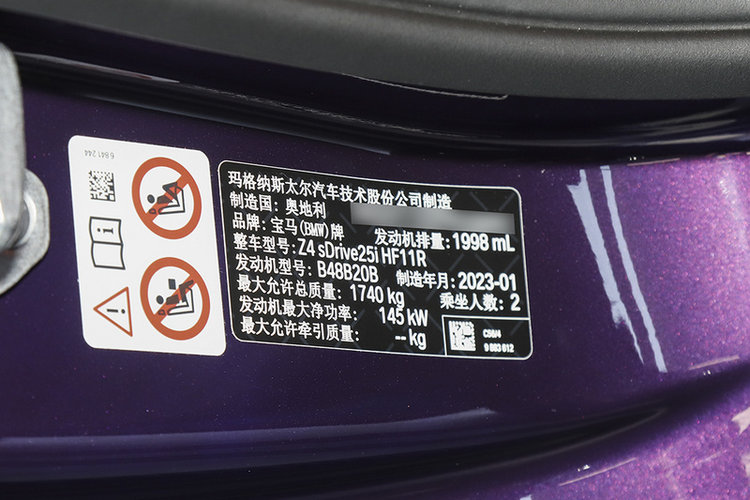 6 841 244
玛格纳斯太尔汽车技术股份公司制造
制造国：奥地利
品牌：宝马(BMW)牌 发动机排量：1998 mL
整车型号：Z4 sDrive25i HF11R
发动机型号：B48B20B 制造年月：2023-01
最大允许总质量：1740 kg 乘坐人数：2
发动机最大净功率：145 kW
最大允许牵引质量：-- kg
9 883 612